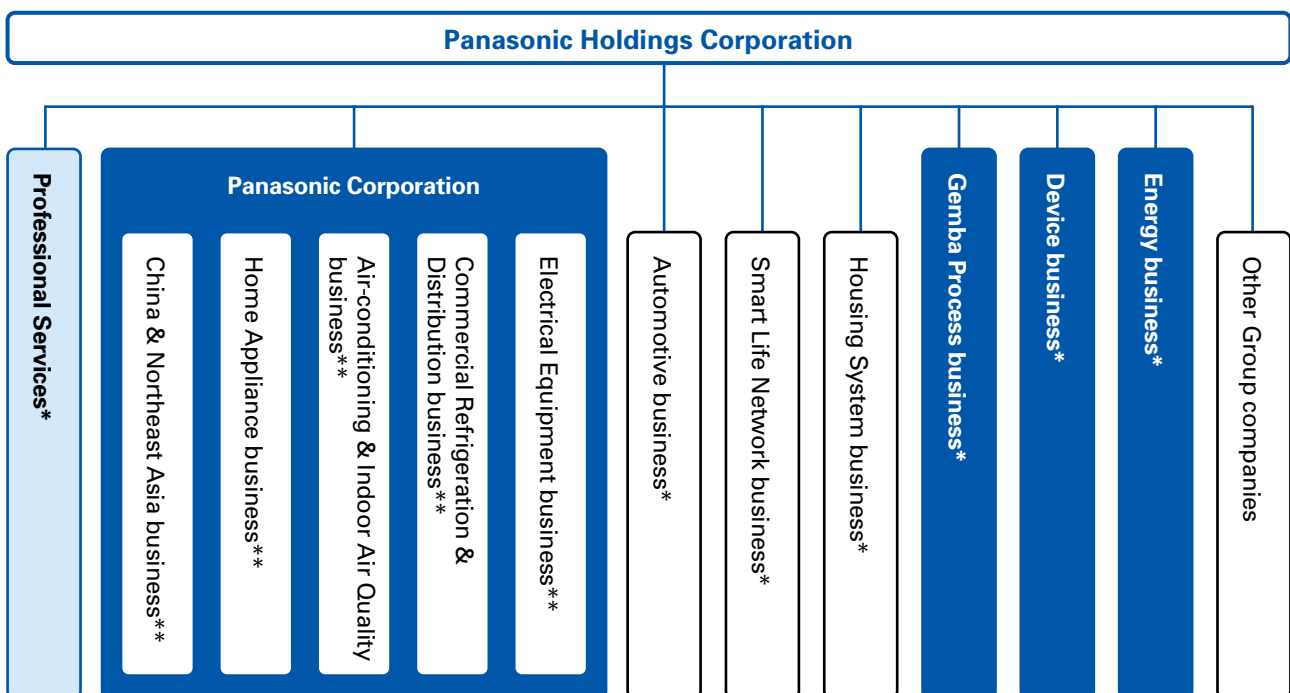 Panasonic Holdings Corporation
Professional Services*
Panasonic Corporation
China & Northeast Asia business**
Home Appliance business**
Air-conditioning & Indoor Air Quality
business**
Commercial Refrigeration &
Distribution business**
Electrical Equipment business**
Automotive business*
Smart Life Network business*
Housing System business*
Gemba Process business*
Device business*
Energy business*
Other Group companies